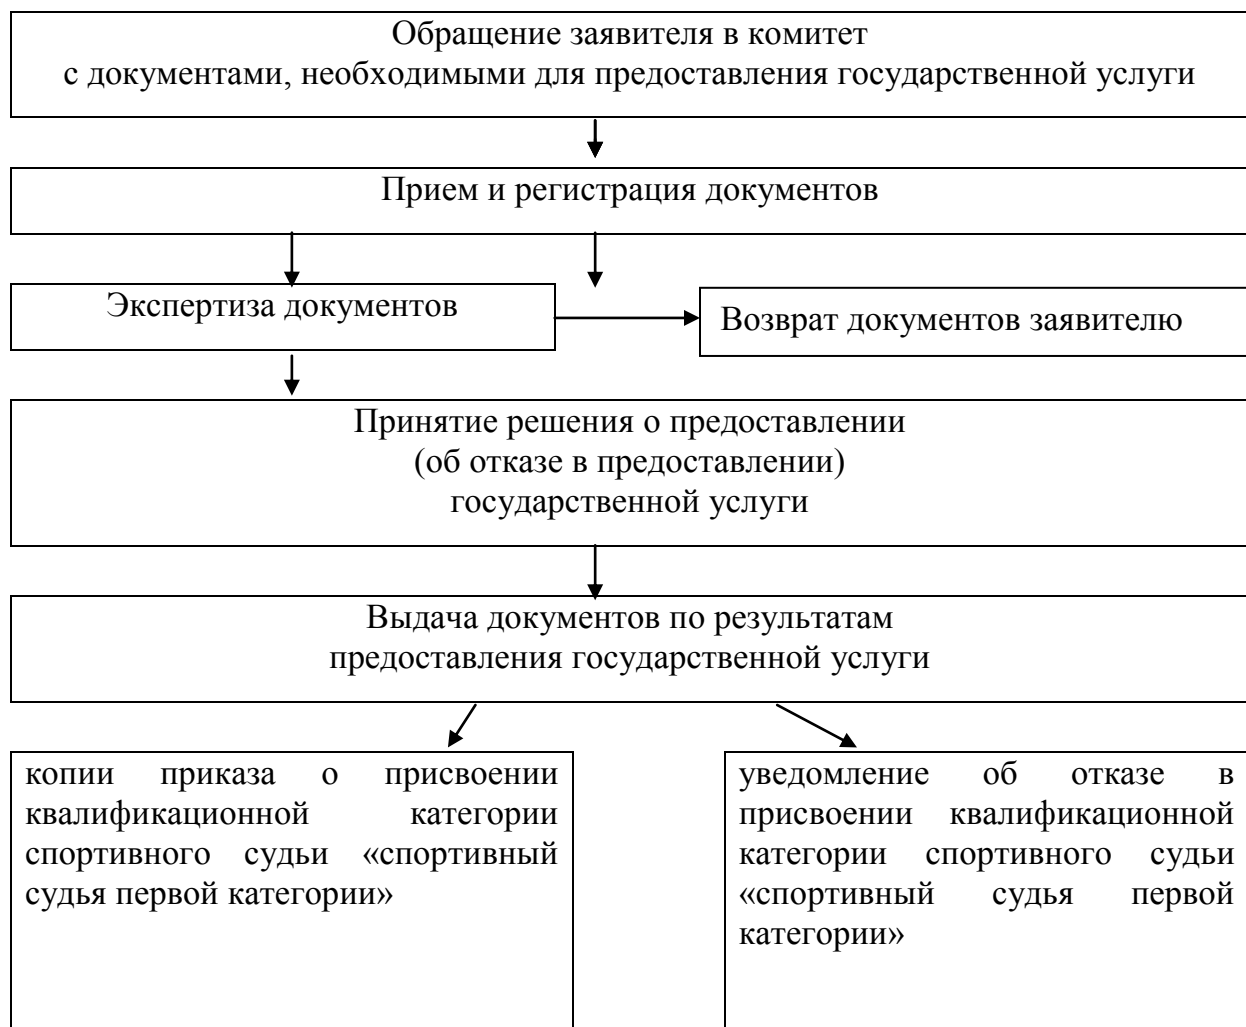 Обращение заявителя в комитет
с документами, необходимыми для предоставления государственной услуги
Прием и регистрация документов
Экспертиза документов
Возврат документов заявителю
Принятие решения о предоставлении
(об отказе в предоставлении)
государственной услуги
Выдача документов по результатам
предоставления государственной услуги
копии приказа о присвоении
квалификационной категории
спортивного судьи «спортивный
судья первой категории»
уведомление об отказе в
присвоении квалификационной
категории спортивного судьи
«спортивный судья первой
категории»